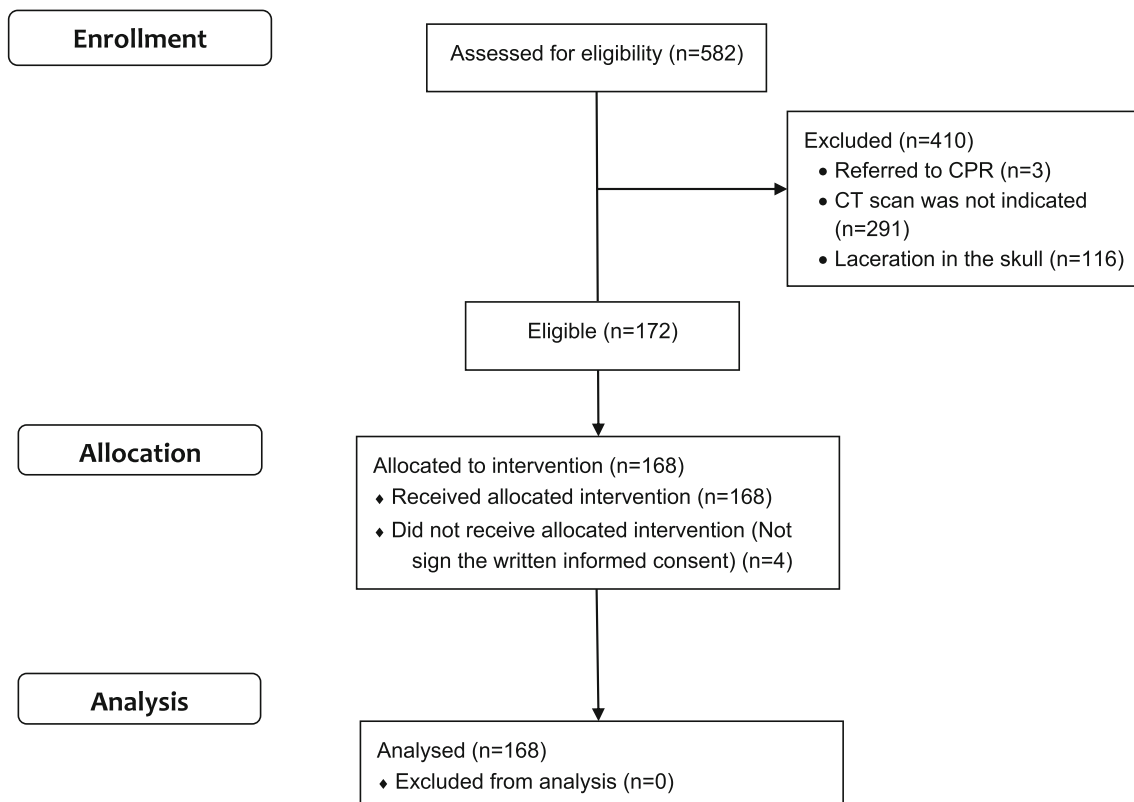 Enrollment
Assessed for eligibility (n=582)
Excluded (n=410)
• Referred to CPR (n=3)
• CT scan was not indicated
(n=291)
• Laceration in the skull (n=116)
Eligible (n=172)
Allocation
Allocated to intervention (n=168)
♦ Received allocated intervention (n=168)
♦ Did not receive allocated intervention (Not
sign the written informed consent) (n=4)
Analysis
Analysed (n=168)
♦ Excluded from analysis (n=0)